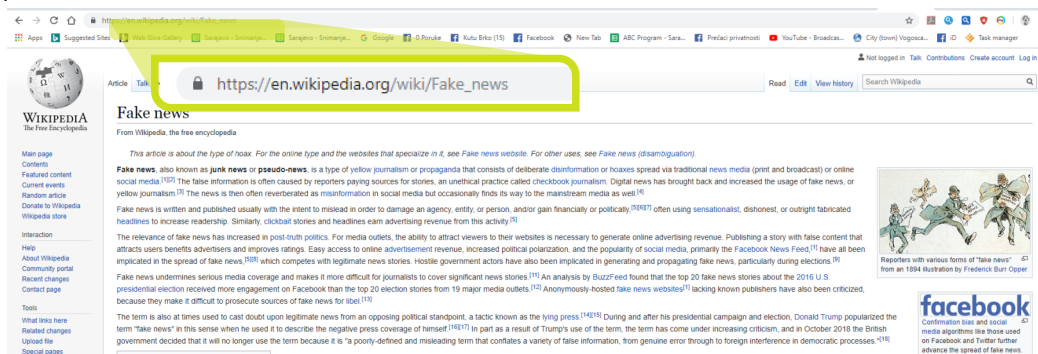 https://en.wikipedia.org/wiki/Fake_news
Apps Suggested Sites Web Slice Gallery Sarajevo - Snimanje... Sarajevo - Snimanje... Google 0 Poruke Kutu Brko (15) Facebook New Tab ABC Program - Sara... Prečaci privatnosti YouTube - Broadcas... City (town) Vogosca... iD Task manager
Not logged in Talk Contributions Create account Log in
Article Talk
https://en.wikipedia.org/wiki/Fake_news
Read Edit View history Search Wikipedia
WIKIPEDIA
The Free Encyclopedia
Main page
Contents
Featured content
Current events
Random article
Donate to Wikipedia
Wikipedia store
Interaction
Help
About Wikipedia
Community portal
Recent changes
Contact page
Tools
What links here
Related changes
Upload file
Special pages
Fake news
From Wikipedia, the free encyclopedia
This article is about the type of hoax. For the online type and the websites that specialize in it, see Fake news website. For other uses, see Fake news (disambiguation).
Fake news, also known as junk news or pseudo-news, is a type of yellow journalism or propaganda that consists of deliberate disinformation or hoaxes spread via traditional news media (print and broadcast) or online
social media.[1][2] The false information is often caused by reporters paying sources for stories, an unethical practice called checkbook journalism. Digital news has brought back and increased the usage of fake news, or
yellow journalism.[3] The news is then often reverberated as misinformation in social media but occasionally finds its way to the mainstream media as well.[4]
Fake news is written and published usually with the intent to mislead in order to damage an agency, entity, or person, and/or gain financially or politically,[5][6][7] often using sensationalist, dishonest, or outright fabricated
headlines to increase readership. Similarly, clickbait stories and headlines earn advertising revenue from this activity.[5]
The relevance of fake news has increased in post-truth politics. For media outlets, the ability to attract viewers to their websites is necessary to generate online advertising revenue. Publishing a story with false content that
attracts users benefits advertisers and improves ratings. Easy access to online advertisement revenue, increased political polarization, and the popularity of social media, primarily the Facebook News Feed,[1] have all been
implicated in the spread of fake news,[5][8] which competes with legitimate news stories. Hostile government actors have also been implicated in generating and propagating fake news, particularly during elections.[9]
Fake news undermines serious media coverage and makes it more difficult for journalists to cover significant news stories.[11] An analysis by BuzzFeed found that the top 20 fake news stories about the 2016 U.S.
presidential election received more engagement on Facebook than the top 20 election stories from 19 major media outlets.[12] Anonymously-hosted fake news websites[1] lacking known publishers have also been criticized,
because they make it difficult to prosecute sources of fake news for libel.[13]
The term is also at times used to cast doubt upon legitimate news from an opposing political standpoint, a tactic known as the lying press.[14][15] During and after his presidential campaign and election, Donald Trump popularized the
term "fake news" in this sense when he used it to describe the negative press coverage of himself.[16][17] In part as a result of Trump's use of the term, the term has come under increasing criticism, and in October 2018 the British
government decided that it will no longer use the term because it is "a poorly-defined and misleading term that conflates a variety of false information, from genuine error through to foreign interference in democratic processes."[18]
Reporters with various forms of "fake news"
from an 1894 illustration by Frederick Burr Opper
facebook
Confirmation bias and social
media algorithms like those used
on Facebook and Twitter further
advance the spread of fake news.